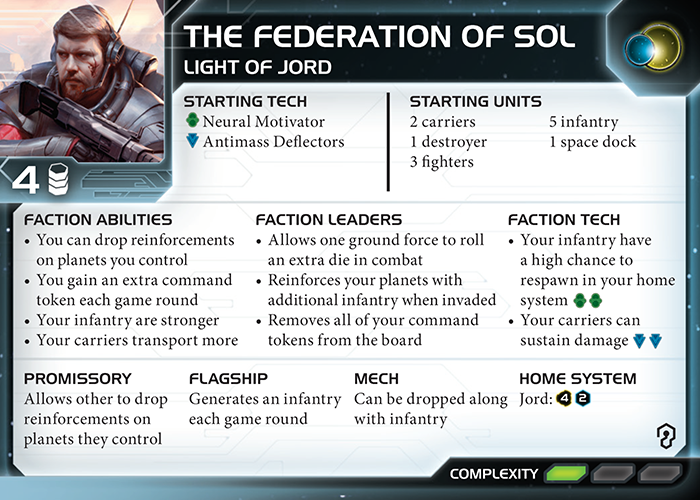 THE FEDERATION OF SOL
LIGHT OF JORD
4
STARTING TECH
Neural Motivator
Antimass Deflectors
STARTING UNITS
2 carriers
1 destroyer
3 fighters
5 infantry
1 space dock
FACTION ABILITIES
• You can drop reinforcements
on planets you control
• You gain an extra command
token each game round
• Your infantry are stronger
• Your carriers transport more
FACTION LEADERS
• Allows one ground force to roll
an extra die in combat
• Reinforces your planets with
additional infantry when invaded
• Removes all of your command
tokens from the board
FACTION TECH
• Your infantry have
a high chance to
respawn in your home
system
• Your carriers can
sustain damage
PROMISSORY
Allows other to drop
reinforcements on
planets they control
FLAGSHIP
Generates an infantry
each game round
MECH
Can be dropped along
with infantry
HOME SYSTEM
Jord: 4 2
COMPLEXITY